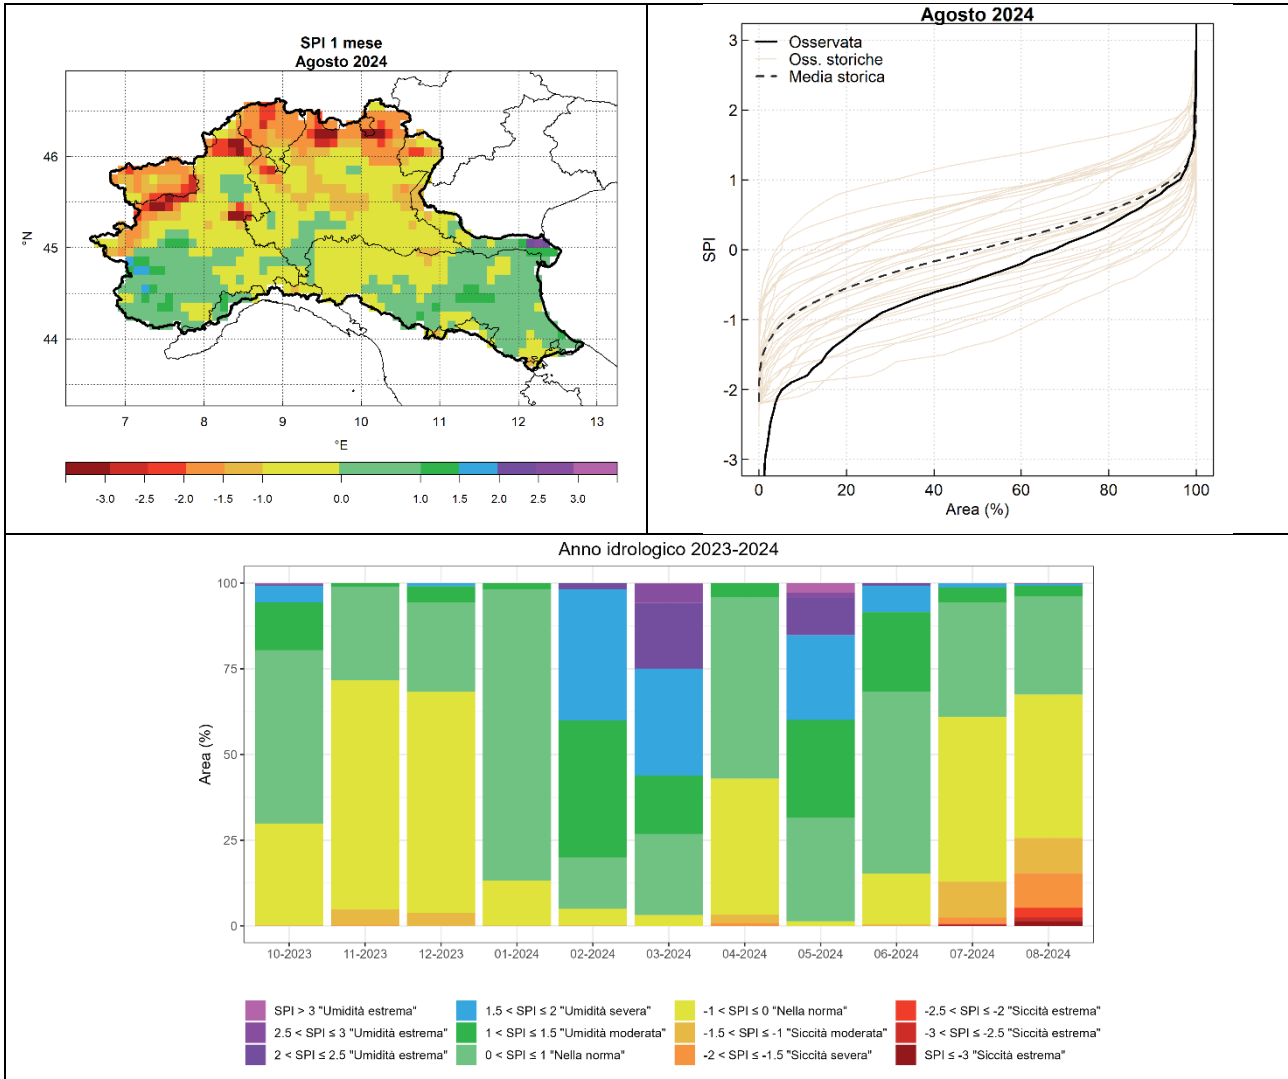 SPI 1 mese
Agosto 2024
46
45
44
°N
7 8 9 10 11 12 13
°E
-3.0 -2.5 -2.0 -1.5 -1.0 0.0 1.0 1.5 2.0 2.5 3.0
Agosto 2024
Osservata
Oss. storiche
Media storica
3
2
1
0
-1
-2
-3
SPI
0 20 40 60 80 100
Area (%)
Anno idrologico 2023-2024
100
75
50
25
0
Area (%)
10-2023 11-2023 12-2023 01-2024 02-2024 03-2024 04-2024 05-2024 06-2024 07-2024 08-2024
SPI > 3 "Umidità estrema" 1.5 < SPI ≤ 2 "Umidità severa" -1 < SPI ≤ 0 "Nella norma" -2.5 < SPI ≤ -2 "Siccità estrema"
2.5 < SPI ≤ 3 "Umidità estrema" 1 < SPI ≤ 1.5 "Umidità moderata" -1.5 < SPI ≤ -1 "Siccità moderata" -3 < SPI ≤ -2.5 "Siccità estrema"
2 < SPI ≤ 2.5 "Umidità estrema" 0 < SPI ≤ 1 "Nella norma" -2 < SPI ≤ -1.5 "Siccità severa" SPI ≤ -3 "Siccità estrema"